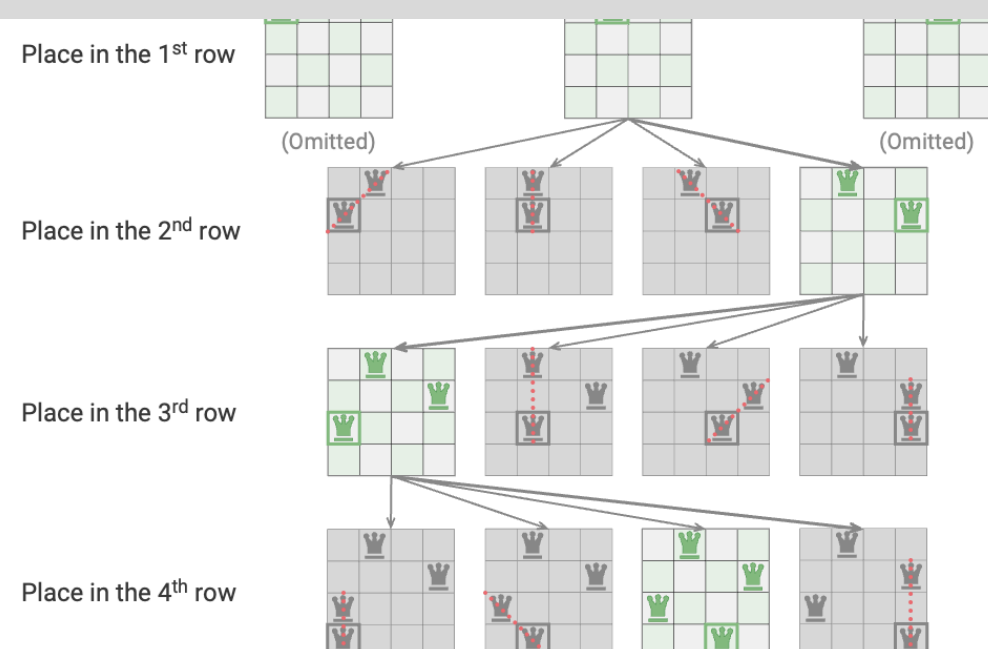 Place in the 1st row
(Omitted)
(Omitted)
Place in the 2nd row
Place in the 3rd row
Place in the 4th row